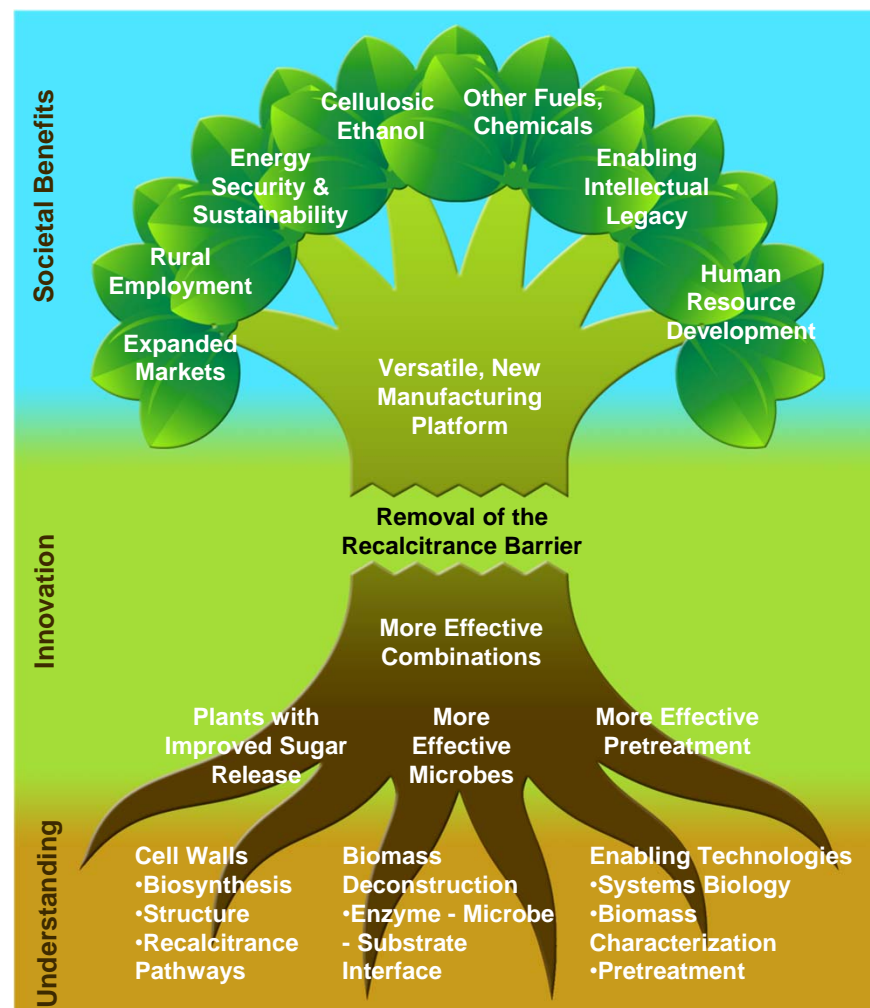 Societal Benefits
Cellulosic
Ethanol
Other Fuels,
Chemicals
Energy
Security &
Sustainability
Enabling
Intellectual
Legacy
Rural
Employment
Human
Resource
Development
Expanded
Markets
Versatile, New
Manufacturing
Platform
Innovation
Removal of the
Recalcitrance Barrier
More Effective
Combinations
Plants with
Improved Sugar
Release
More
Effective
Microbes
More Effective
Pretreatment
Understanding
Cell Walls
•Biosynthesis
•Structure
•Recalcitrance
Pathways
Biomass
Deconstruction
•Enzyme - Microbe
- Substrate
Interface
Enabling Technologies
•Systems Biology
•Biomass
Characterization
•Pretreatment